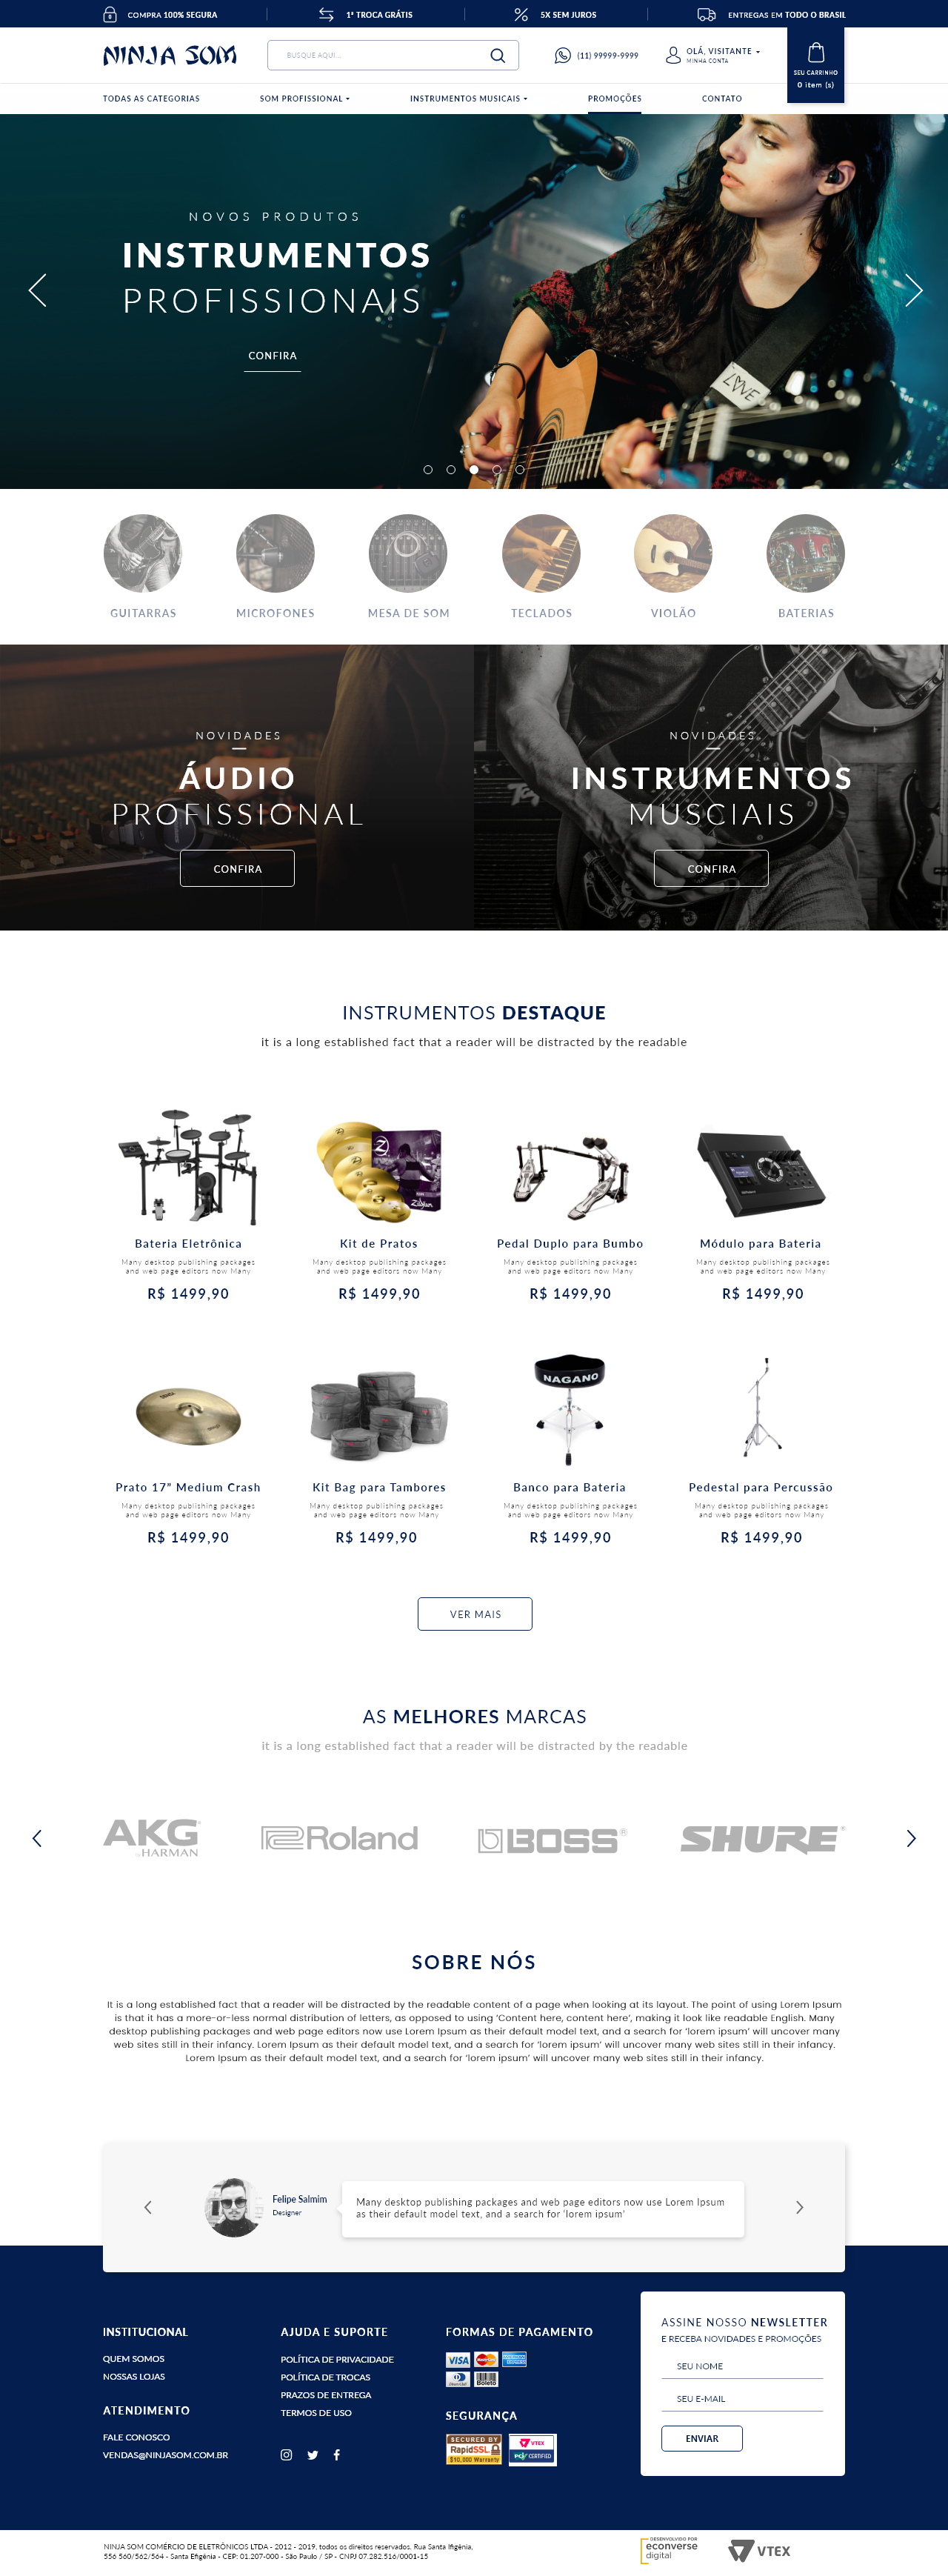 COMPRA 100% SEGURA
1ª TROCA GRÁTIS
5X SEM JUROS
ENTREGAS EM TODO O BRASIL
NINJA SOM
BUSQUE AQUI...
(11) 99999-9999
OLÁ, VISITANTE
MINHA CONTA
SEU CARRINHO
0 item (s)
TODAS AS CATEGORIAS
SOM PROFISSIONAL
INSTRUMENTOS MUSICAIS
PROMOÇÕES
CONTATO
NOVOS PRODUTOS
INSTRUMENTOS
PROFISSIONAIS
CONFIRA
LOVE
GUITARRAS
MICROFONES
MESA DE SOM
TECLADOS
VIOLÃO
BATERIAS
NOVIDADES
ÁUDIO
PROFISSIONAL
CONFIRA
NOVIDADES
INSTRUMENTOS
MUSCIAIS
CONFIRA
INSTRUMENTOS DESTAQUE
it is a long established fact that a reader will be distracted by the readable
Zildjian
Bateria Eletrônica
Many desktop publishing packages
and web page editors now Many
R$ 1499,90
Kit de Pratos
Many desktop publishing packages
and web page editors now Many
R$ 1499,90
Pedal Duplo para Bumbo
Many desktop publishing packages
and web page editors now Many
R$ 1499,90
Módulo para Bateria
Many desktop publishing packages
and web page editors now Many
R$ 1499,90
NAGANO
Prato 17” Medium Crash
Many desktop publishing packages
and web page editors now Many
R$ 1499,90
Kit Bag para Tambores
Many desktop publishing packages
and web page editors now Many
R$ 1499,90
Banco para Bateria
Many desktop publishing packages
and web page editors now Many
R$ 1499,90
Pedestal para Percussão
Many desktop publishing packages
and web page editors now Many
R$ 1499,90
VER MAIS
AS MELHORES MARCAS
it is a long established fact that a reader will be distracted by the readable
AKG
by HARMAN
Roland
BOSS®
SHURE®
SOBRE NÓS
It is a long established fact that a reader will be distracted by the readable content of a page when looking at its layout. The point of using Lorem Ipsum
is that it has a more-or-less normal distribution of letters, as opposed to using ‘Content here, content here’, making it look like readable English. Many
desktop publishing packages and web page editors now use Lorem Ipsum as their default model text, and a search for ‘lorem ipsum’ will uncover many
web sites still in their infancy. Lorem Ipsum as their default model text, and a search for ‘lorem ipsum’ will uncover many web sites still in their infancy.
Lorem Ipsum as their default model text, and a search for ‘lorem ipsum’ will uncover many web sites still in their infancy.
Felipe Salmim
Designer
Many desktop publishing packages and web page editors now use Lorem Ipsum
as their default model text, and a search for ‘lorem ipsum’
INSTITUCIONAL
QUEM SOMOS
NOSSAS LOJAS
ATENDIMENTO
FALE CONOSCO
VENDAS@NINJASOM.COM.BR
AJUDA E SUPORTE
POLÍTICA DE PRIVACIDADE
POLÍTICA DE TROCAS
PRAZOS DE ENTREGA
TERMOS DE USO
FORMAS DE PAGAMENTO
VISA
MasterCard
Boleto
SEGURANÇA
SECURED BY
RapidSSL
$10,000 Warranty
VTEX
PCI CERTIFIED
ASSINE NOSSO NEWSLETTER
E RECEBA NOVIDADES E PROMOÇÕES
SEU NOME
SEU E-MAIL
ENVIAR
NINJA SOM COMÉRCIO DE ELETRÔNICOS LTDA - 2012 - 2019, todos os direitos reservados. Rua Santa Ifigênia,
556 560/562/564 - Santa Efigênia - CEP: 01.207-000 - São Paulo / SP - CNPJ 07.282.516/0001-15
DESENVOLVIDO POR
econverse
digital
VTEX